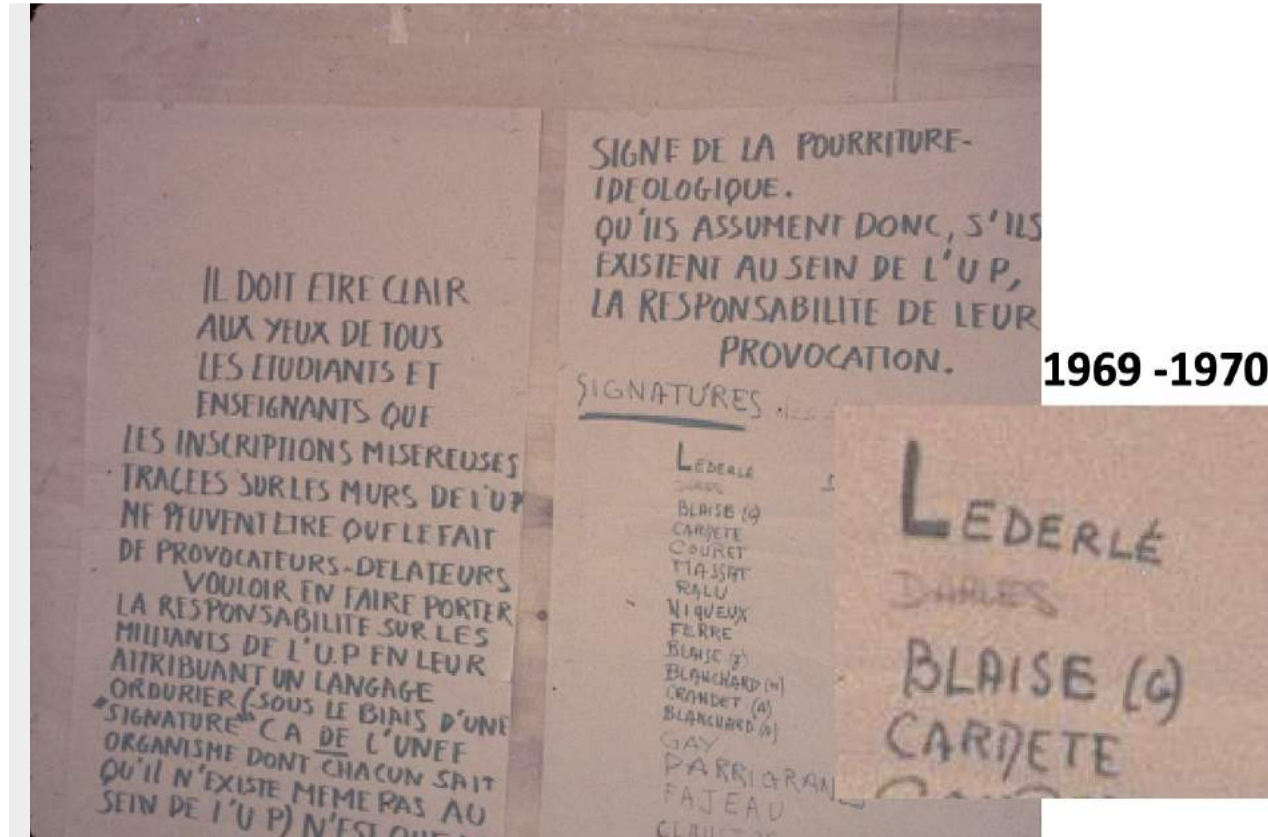 IL DOIT ETRE CLAIR
AUX YEUX DE TOUS
LES ETUDIANTS ET
ENSEIGNANTS QUE
LES INSCRIPTIONS MISEREUSES
TRACEES SUR LES MURS DE L'UP
NE PEUVENT ETRE QUE LE FAIT
DE PROVOCATEURS-DELATEURS
VOULOIR EN FAIRE PORTER
LA RESPONSABILITE SUR LES
MILITANTS DE L'U.P EN LEUR
ATTRIBUANT UN LANGAGE
ORDURIER (SOUS LE BIAIS D'UNE
"SIGNATURE" CA DE L'UNEF
ORGANISME DONT CHACUN SAIT
QU'IL N'EXISTE MEME PAS AU
SEIN DE L'U P) N'EST QUE
SIGNE DE LA POURRITURE-
IDEOLOGIQUE.
QU'ILS ASSUMENT DONC, S'ILS
EXISTENT AU SEIN DE L'U P,
LA RESPONSABILITE DE LEUR
PROVOCATION.
SIGNATURES
LEDERLE
BLAISE (G)
CARDETE
COURET
MASSAT
RALU
NIQUEUX
FERRE
BLAISE (J)
BLANCHARD (M)
CRANDET (A)
BLANCHARD (A)
GAY
PARRIGRAN
FAJEAU
1969 -1970
LEDERLÉ
DARLES
BLAISE (G)
CARDETE